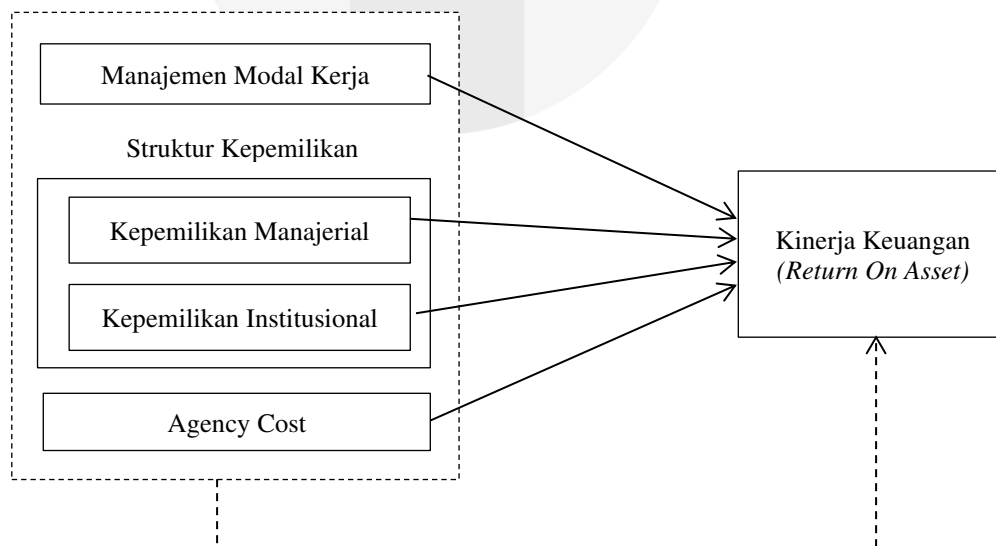 Manajemen Modal Kerja
Struktur Kepemilikan
Kepemilikan Manajerial
Kepemilikan Institusional
Agency Cost
Kinerja Keuangan
(Return On Asset)